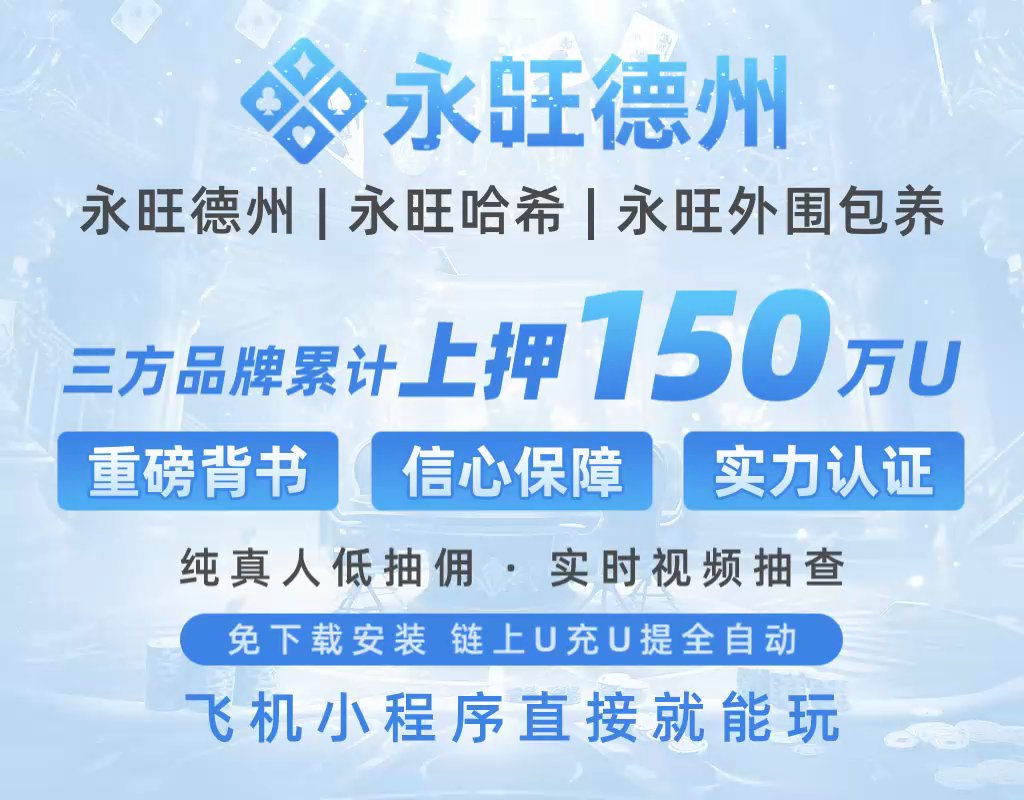 永旺德州
永旺德州 | 永旺哈希 | 永旺外围包养
三方品牌累计上押150万U
重磅背书 信心保障 实力认证
纯真人低抽佣 · 实时视频抽查
免下载安装 链上U充U提全自动
飞机小程序直接就能玩